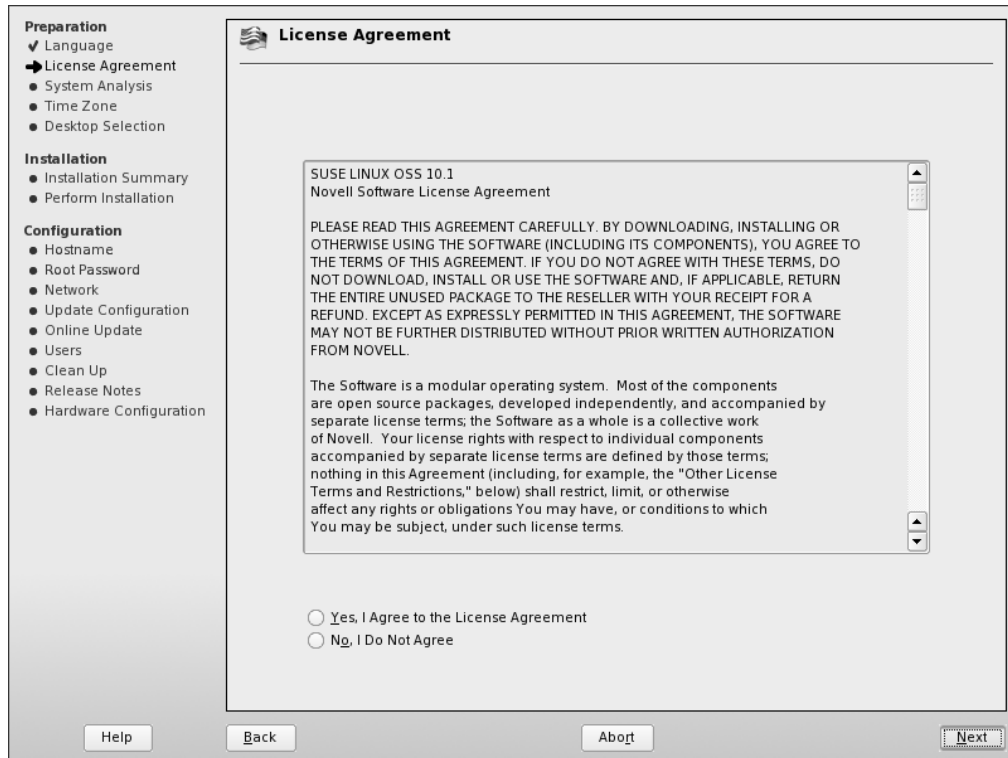 Preparation
Language
License Agreement
System Analysis
Time Zone
Desktop Selection
Installation
Installation Summary
Perform Installation
Configuration
Hostname
Root Password
Network
Update Configuration
Online Update
Users
Clean Up
Release Notes
Hardware Configuration
License Agreement
SUSE LINUX OSS 10.1
Novell Software License Agreement
PLEASE READ THIS AGREEMENT CAREFULLY. BY DOWNLOADING, INSTALLING OR
OTHERWISE USING THE SOFTWARE (INCLUDING ITS COMPONENTS), YOU AGREE TO
THE TERMS OF THIS AGREEMENT. IF YOU DO NOT AGREE WITH THESE TERMS, DO
NOT DOWNLOAD, INSTALL OR USE THE SOFTWARE AND, IF APPLICABLE, RETURN
THE ENTIRE UNUSED PACKAGE TO THE RESELLER WITH YOUR RECEIPT FOR A
REFUND. EXCEPT AS EXPRESSLY PERMITTED IN THIS AGREEMENT, THE SOFTWARE
MAY NOT BE FURTHER DISTRIBUTED WITHOUT PRIOR WRITTEN AUTHORIZATION
FROM NOVELL.
The Software is a modular operating system.  Most of the components
are open source packages, developed independently, and accompanied by
separate license terms; the Software as a whole is a collective work
of Novell.  Your license rights with respect to individual components
accompanied by separate license terms are defined by those terms;
nothing in this Agreement (including, for example, the "Other License
Terms and Restrictions," below) shall restrict, limit, or otherwise
affect any rights or obligations You may have, or conditions to which
You may be subject, under such license terms.
Yes, I Agree to the License Agreement
No, I Do Not Agree
Help
Back
Abort
Next